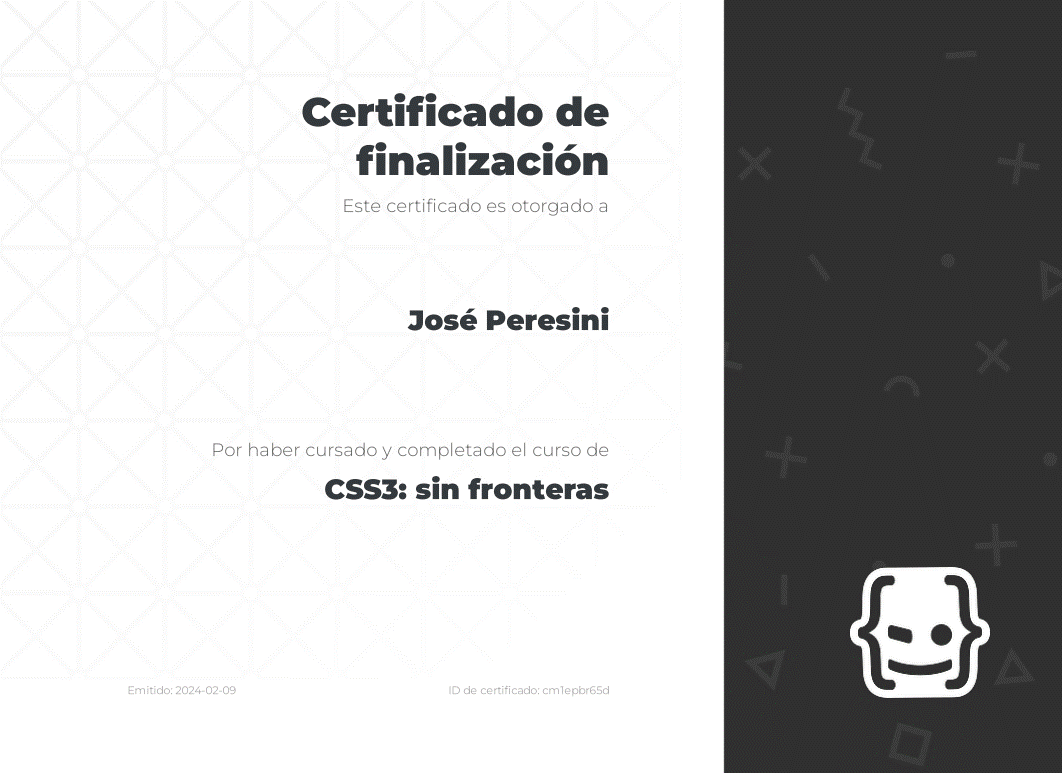 Certificado de
finalización
Este certificado es otorgado a
José Peresini
Por haber cursado y completado el curso de
CSS3: sin fronteras
Emitido: 2024-02-09
ID de certificado: cm1epbr65d